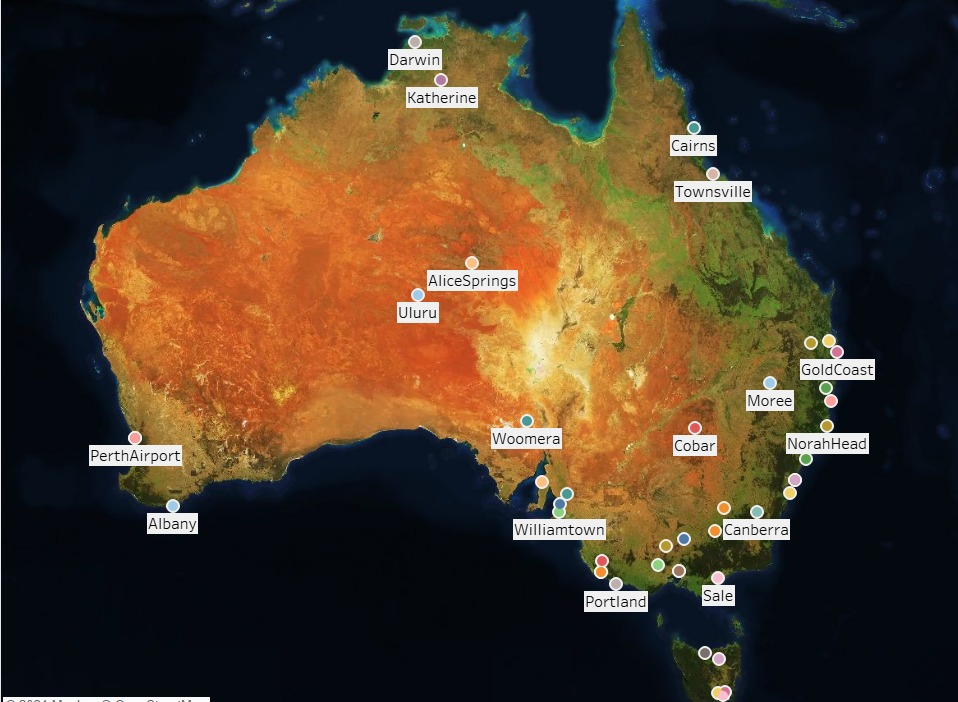 Darwin
Katherine
Cairns
Townsville
AliceSprings
Uluru
GoldCoast
Moree
NorahHead
Woomera
Cobar
PerthAirport
Albany
Williamtown
Canberra
Portland
Sale